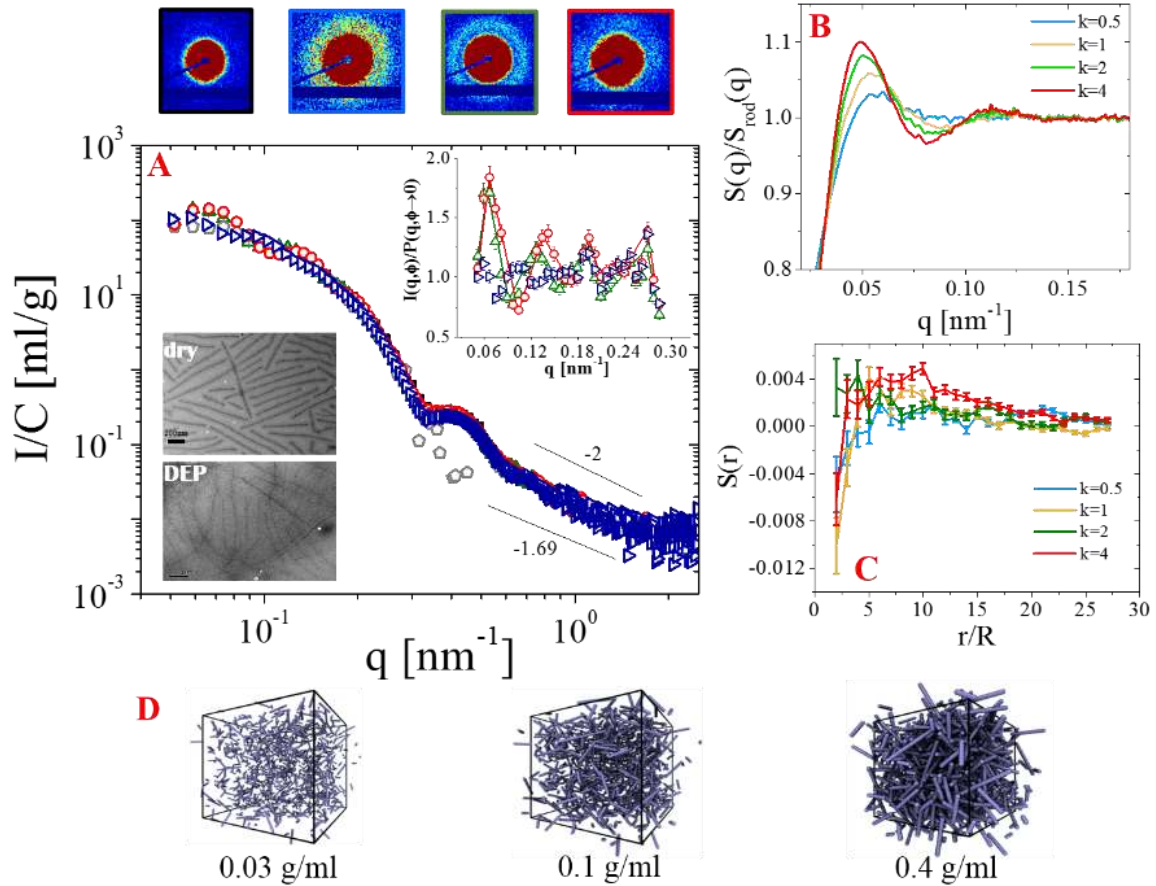 A
I/C [ml/g]
10³
10¹
10⁻¹
10⁻³
10⁻¹
10⁰
q [nm⁻¹]
-2
-1.69
dry
200nm
DEP
I(q,ϕ)/P(q,ϕ→0)
2.0
1.5
1.0
0.5
0.06 0.12 0.18 0.24 0.30
q [nm⁻¹]
B
S(q)/S_rod(q)
1.1
1.0
0.9
0.8
k=0.5
k=1
k=2
k=4
0.05 0.10 0.15
q [nm⁻¹]
C
S(r)
0.004
0.000
-0.004
-0.008
-0.012
k=0.5
k=1
k=2
k=4
0 5 10 15 20 25 30
r/R
D
0.03 g/ml
0.1 g/ml
0.4 g/ml